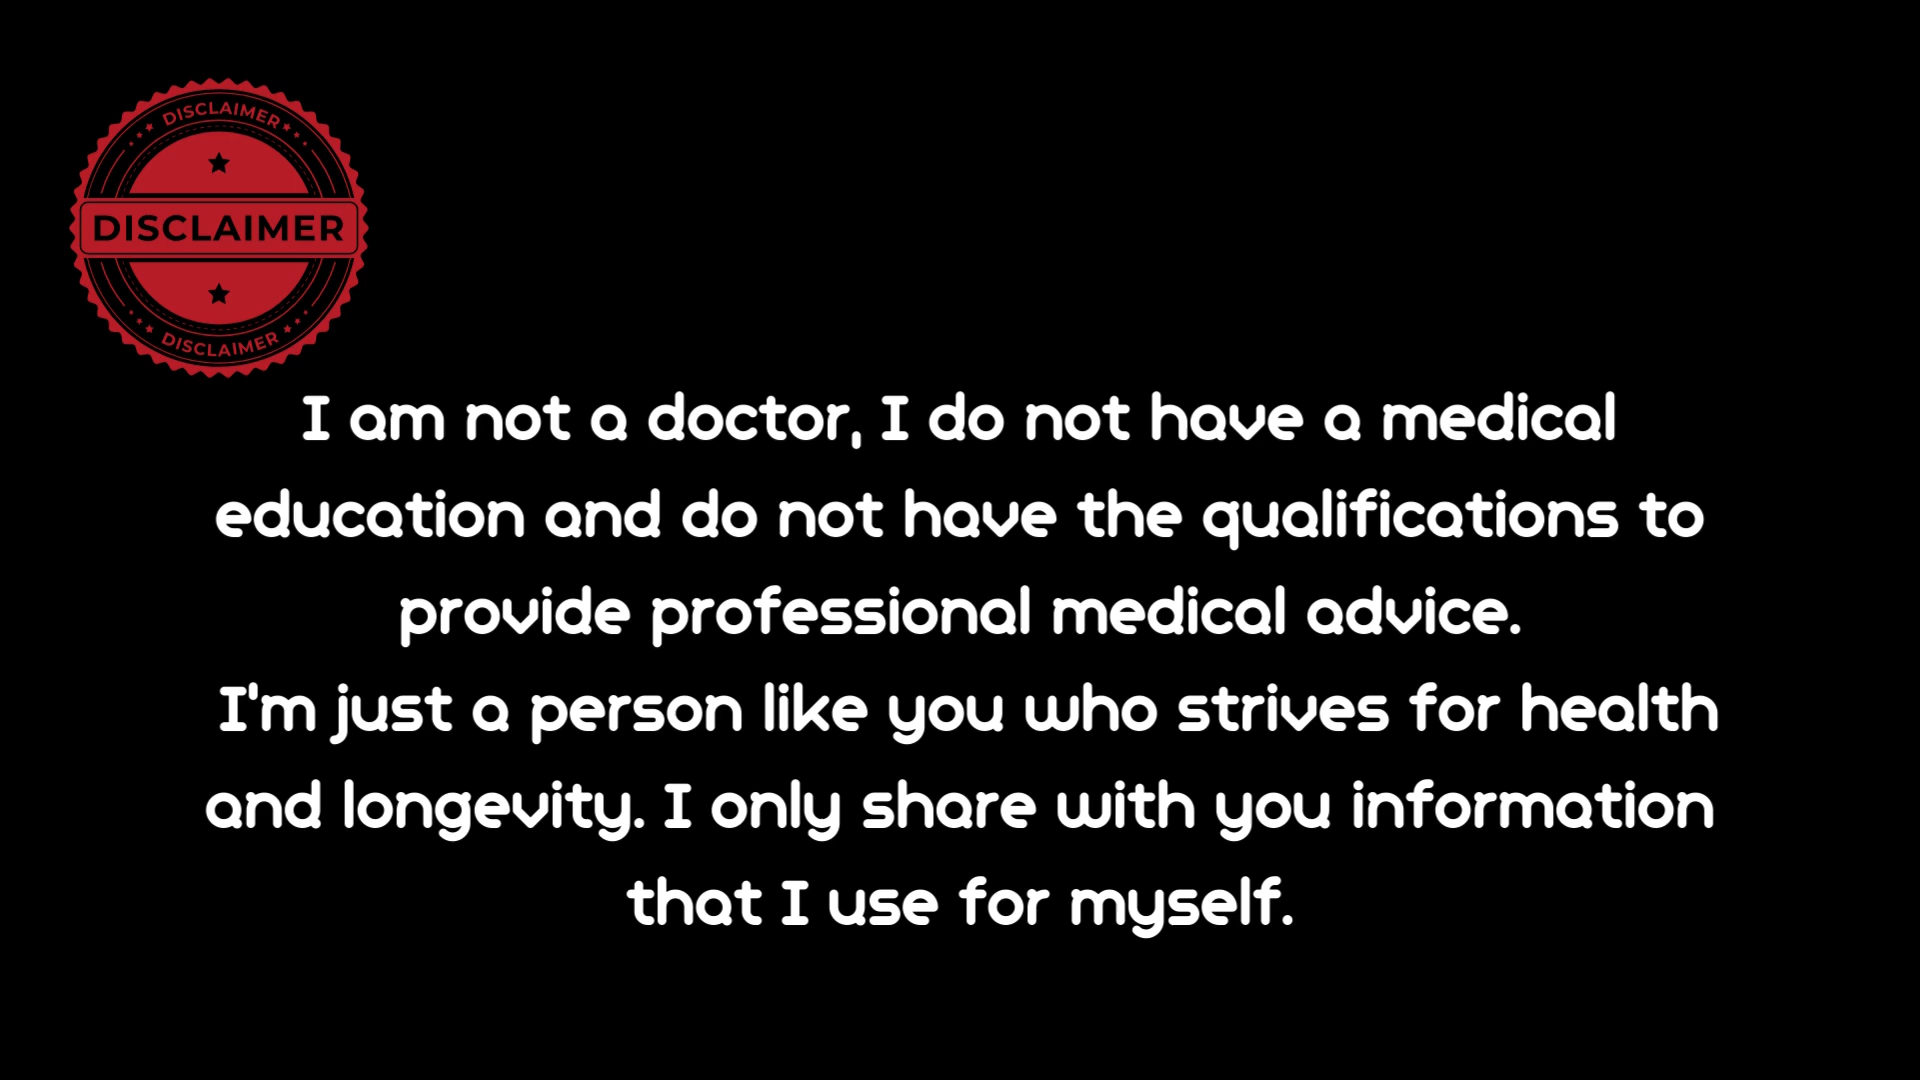 DISCLAIMER
DISCLAIMER
DISCLAIMER
I am not a doctor, I do not have a medical
education and do not have the qualifications to
provide professional medical advice.
I'm just a person like you who strives for health
and longevity. I only share with you information
that I use for myself.